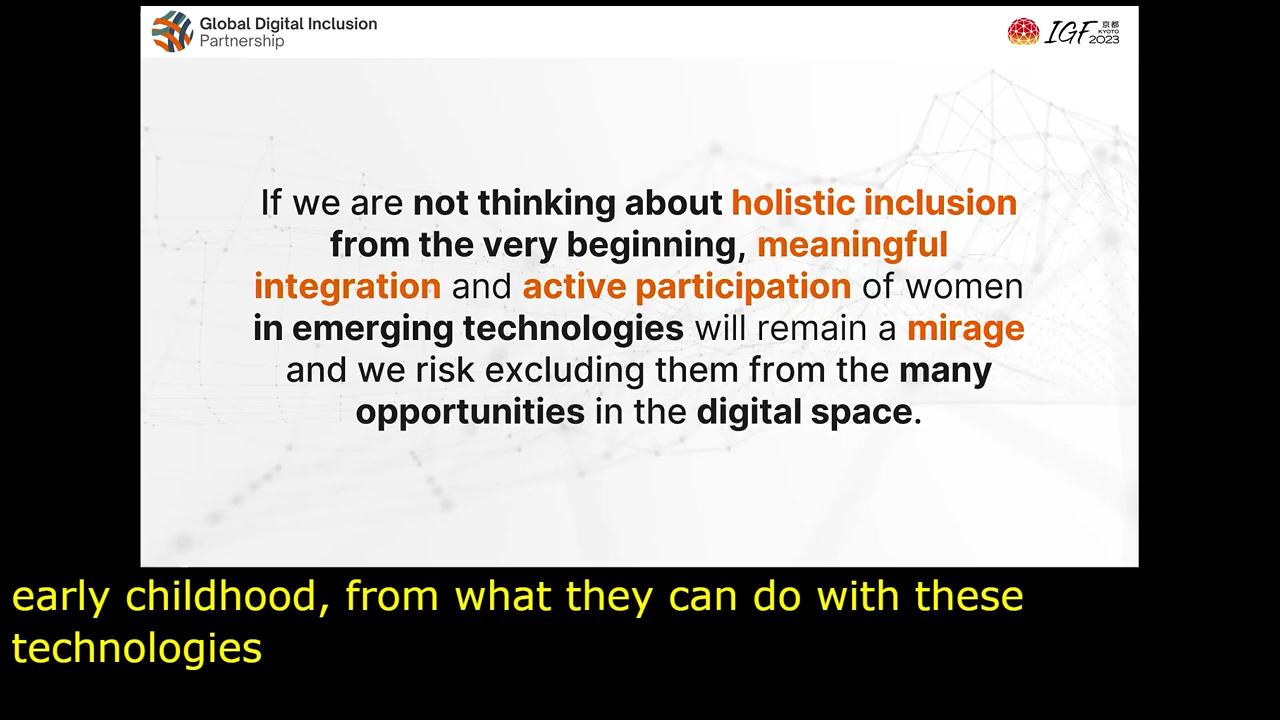 Global Digital Inclusion
Partnership
IGF 京都
KYOTO
2023
If we are not thinking about holistic inclusion
from the very beginning, meaningful
integration and active participation of women
in emerging technologies will remain a mirage
and we risk excluding them from the many
opportunities in the digital space.
early childhood, from what they can do with these
technologies